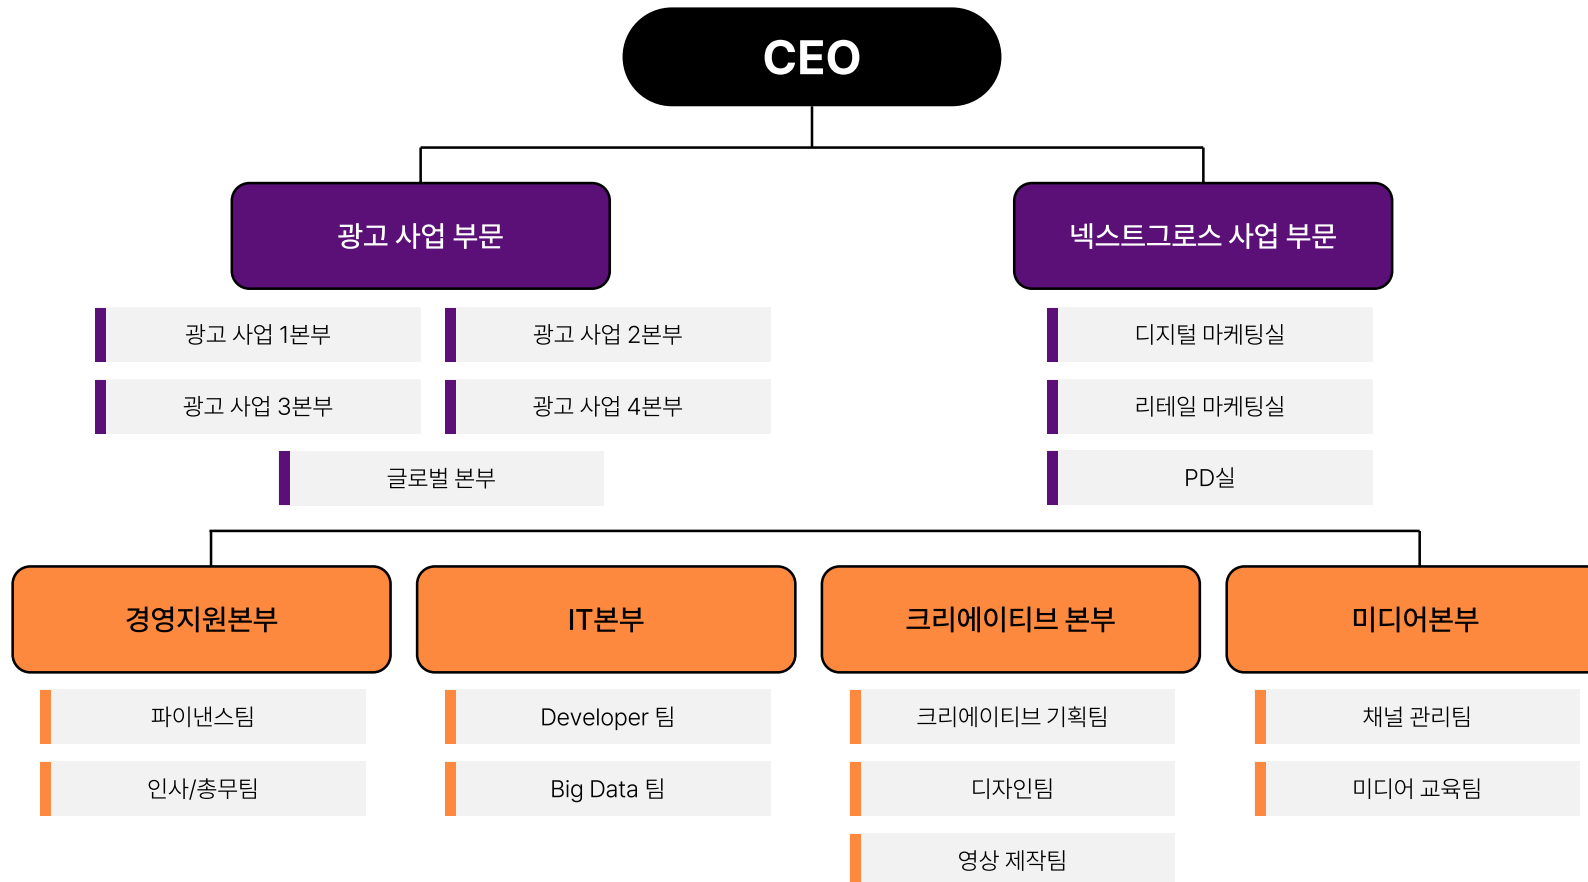 CEO
광고 사업 부문
넥스트그로스 사업 부문
광고 사업 1본부
광고 사업 2본부
디지털 마케팅실
광고 사업 3본부
광고 사업 4본부
리테일 마케팅실
글로벌 본부
PD실
경영지원본부
IT본부
크리에이티브 본부
미디어본부
파이낸스팀
Developer 팀
크리에이티브 기획팀
채널 관리팀
인사/총무팀
Big Data 팀
디자인팀
미디어 교육팀
영상 제작팀